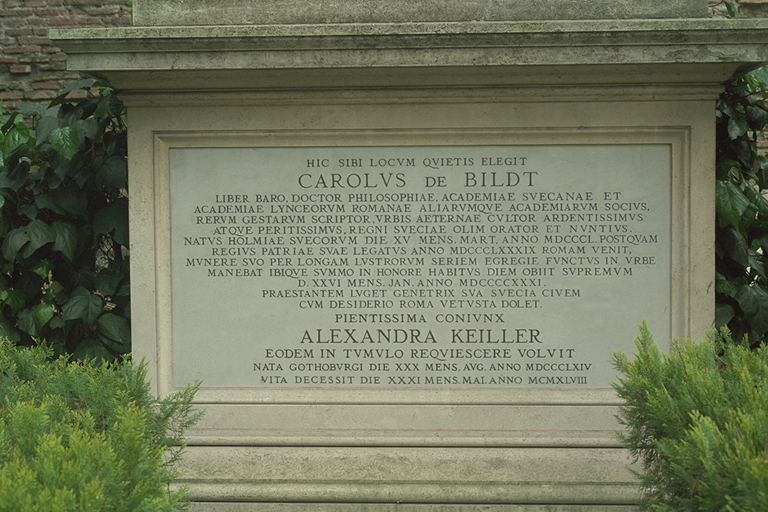 HIC SIBI LOCVM QVIETIS ELEGIT
CAROLVS DE BILDT
LIBER BARO, DOCTOR PHILOSOPHIAE, ACADEMIAE SVECANAE ET
ACADEMIAE LYNCEORVM ROMANAE ALIARVMQVE ACADEMIARVM SOCIVS,
RERVM GESTARVM SCRIPTOR, VRBIS AETERNAE CVLTOR ARDENTISSIMVS
ATQVE PERITISSIMVS, REGNI SVECIAE OLIM ORATOR ET NVNTIVS.
NATVS HOLMIAE SVECORVM DIE XV MENS. MART. ANNO MDCCCL. POSTQVAM
REGIVS PATRIAE SVAE LEGATVS ANNO MDCCCLXXXIX ROMAM VENIT,
MVNERE SVO PER LONGAM LVSTRORVM SERIEM EGREGIE FVNCTVS IN VRBE
MANEBAT IBIQVE SVMMO IN HONORE HABITVS DIEM OBIIT SVPREMVM
D. XXVI MENS. JAN. ANNO MDCCCCXXXI.
PRAESTANTEM LVGET GENETRIX SVA SVECIA CIVEM
CVM DESIDERIO ROMA VETVSTA DOLET.
PIENTISSIMA CONIVNX
ALEXANDRA KEILLER
EODEM IN TVMVLO REQVIESCERE VOLVIT
NATA GOTHOBVRGI DIE XXX MENS. AVG. ANNO MDCCCLXIV
VITA DECESSIT DIE XXXI MENS. MAI. ANNO MCMXLVIII